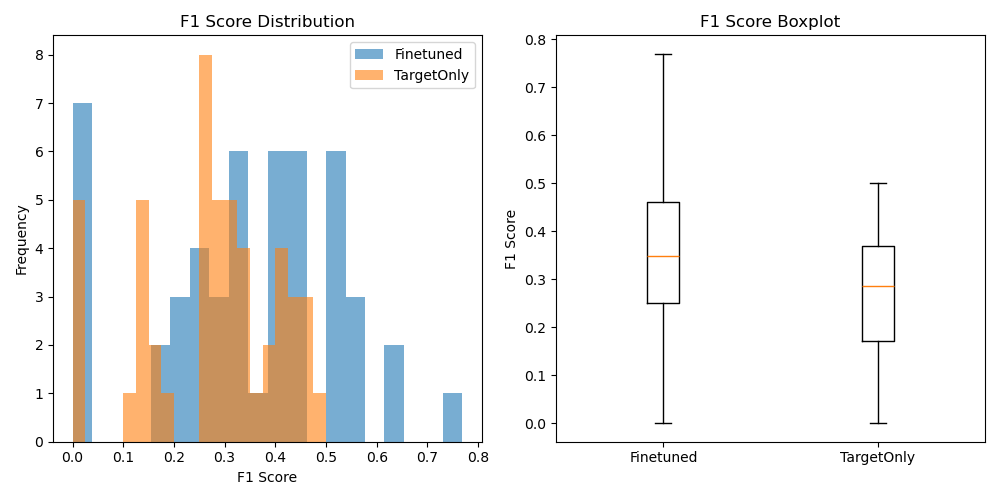 F1 Score Distribution
Finetuned
TargetOnly
8
7
6
5
4
3
2
1
0
Frequency
0.0 0.1 0.2 0.3 0.4 0.5 0.6 0.7 0.8
F1 Score
F1 Score Boxplot
0.8
0.7
0.6
0.5
0.4
0.3
0.2
0.1
0.0
F1 Score
Finetuned TargetOnly